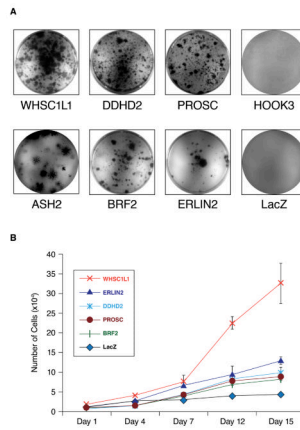 A
WHSC1L1 DDHD2 PROSC HOOK3
ASH2 BRF2 ERLIN2 LacZ
B
Number of Cells (x10⁴)
40
35
30
25
20
15
10
5
0
WHSC1L1
ERLIN2
DDHD2
PROSC
BRF2
LacZ
Day 1 Day 4 Day 7 Day 12 Day 15